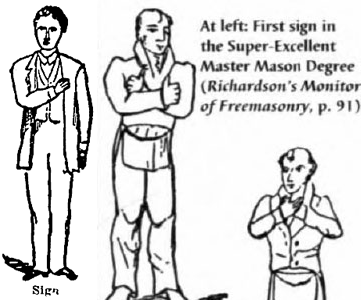 At left: First sign in
the Super-Excellent
Master Mason Degree
(Richardson's Monitor
of Freemasonry, p. 91)
Sign